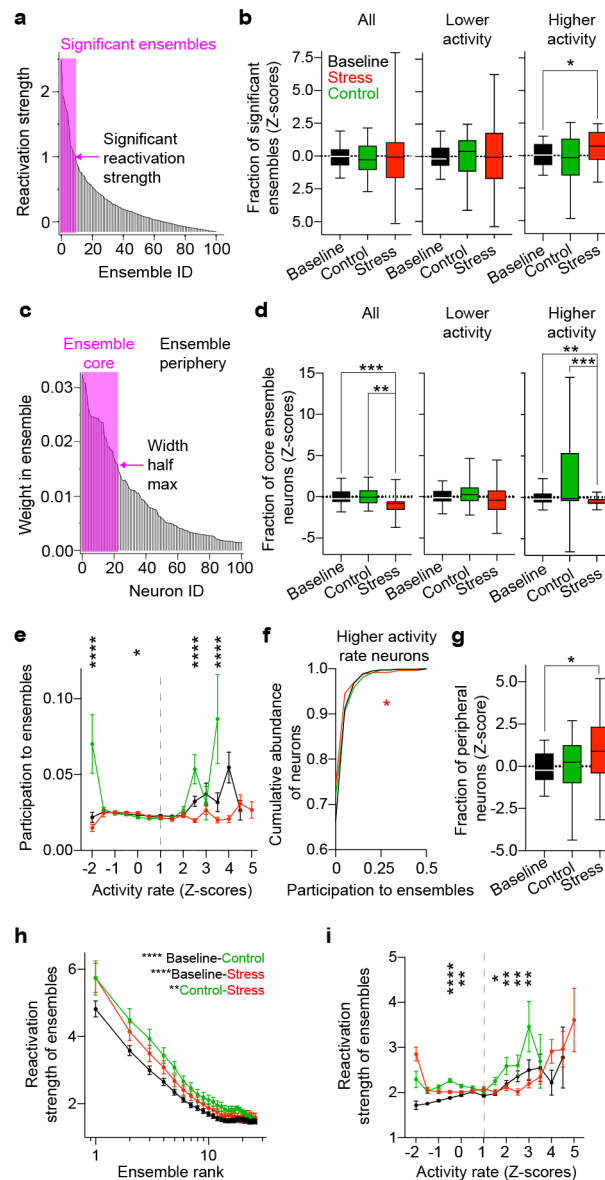 a
Significant ensembles
Reactivation strength
2
1
0
Significant
reactivation
strength
0 20 40 60 80 100
Ensemble ID
b
All
Lower
activity
Higher
activity
Fraction of significant
ensembles (Z-scores)
7.5
5.0
2.5
0.0
2.5
5.0
Baseline
Stress
Control
*
Baseline
Control
Stress
Baseline
Control
Stress
Baseline
Control
Stress
c
Ensemble
core
Ensemble
periphery
Weight in ensemble
0.03
0.02
0.01
0.00
Width
half
max
0 20 40 60 80 100
Neuron ID
d
All
Lower
activity
Higher
activity
Fraction of core ensemble
neurons (Z-scores)
15
10
5
0
-5
***
**
**
***
Baseline
Control
Stress
Baseline
Control
Stress
Baseline
Control
Stress
e
**** * **** ****
Participation to ensembles
0.10
0.05
0.00
-2 -1 0 1 2 3 4 5
Activity rate (Z-scores)
f
Higher activity
rate neurons
Cumulative abundance
of neurons
1.0
0.9
0.8
0.7
0.6
*
0 0.25 0.5
Participation to ensembles
g
*
Fraction of peripheral
neurons (Z-score)
5.0
2.5
0.0
-5.0
Baseline
Control
Stress
h
**** Baseline-Control
****Baseline-Stress
**Control-Stress
Reactivation
strength of ensembles
6
4
2
1 10
Ensemble rank
i
**** ** * ** ** **
Reactivation
strength of ensembles
5
4
3
2
1
-2 -1 0 1 2 3 4 5
Activity rate (Z-scores)